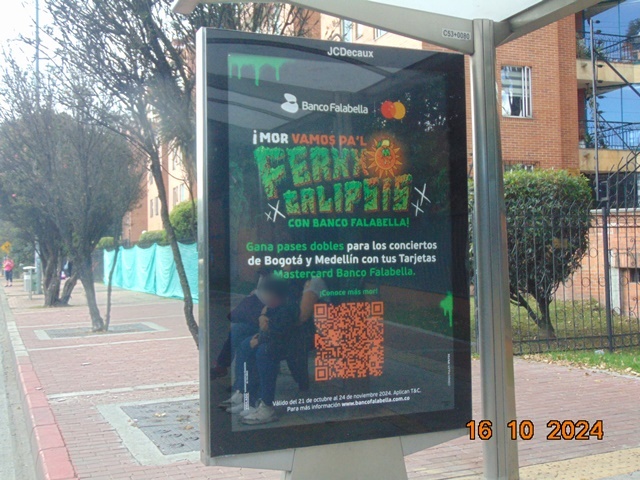 JCDecaux
C53+0080
Banco Falabella
¡MOR VAMOS PA'L
FERXXO
CALIPSIS
CON BANCO FALABELLA!
Gana pases dobles para los conciertos
de Bogotá y Medellín con tus Tarjetas
Mastercard Banco Falabella.
¡Conoce más mor!
Válido del 21 de octubre al 24 de noviembre 2024. Aplican T&C.
Para más información www.bancofalabella.com.co
16 10 2024